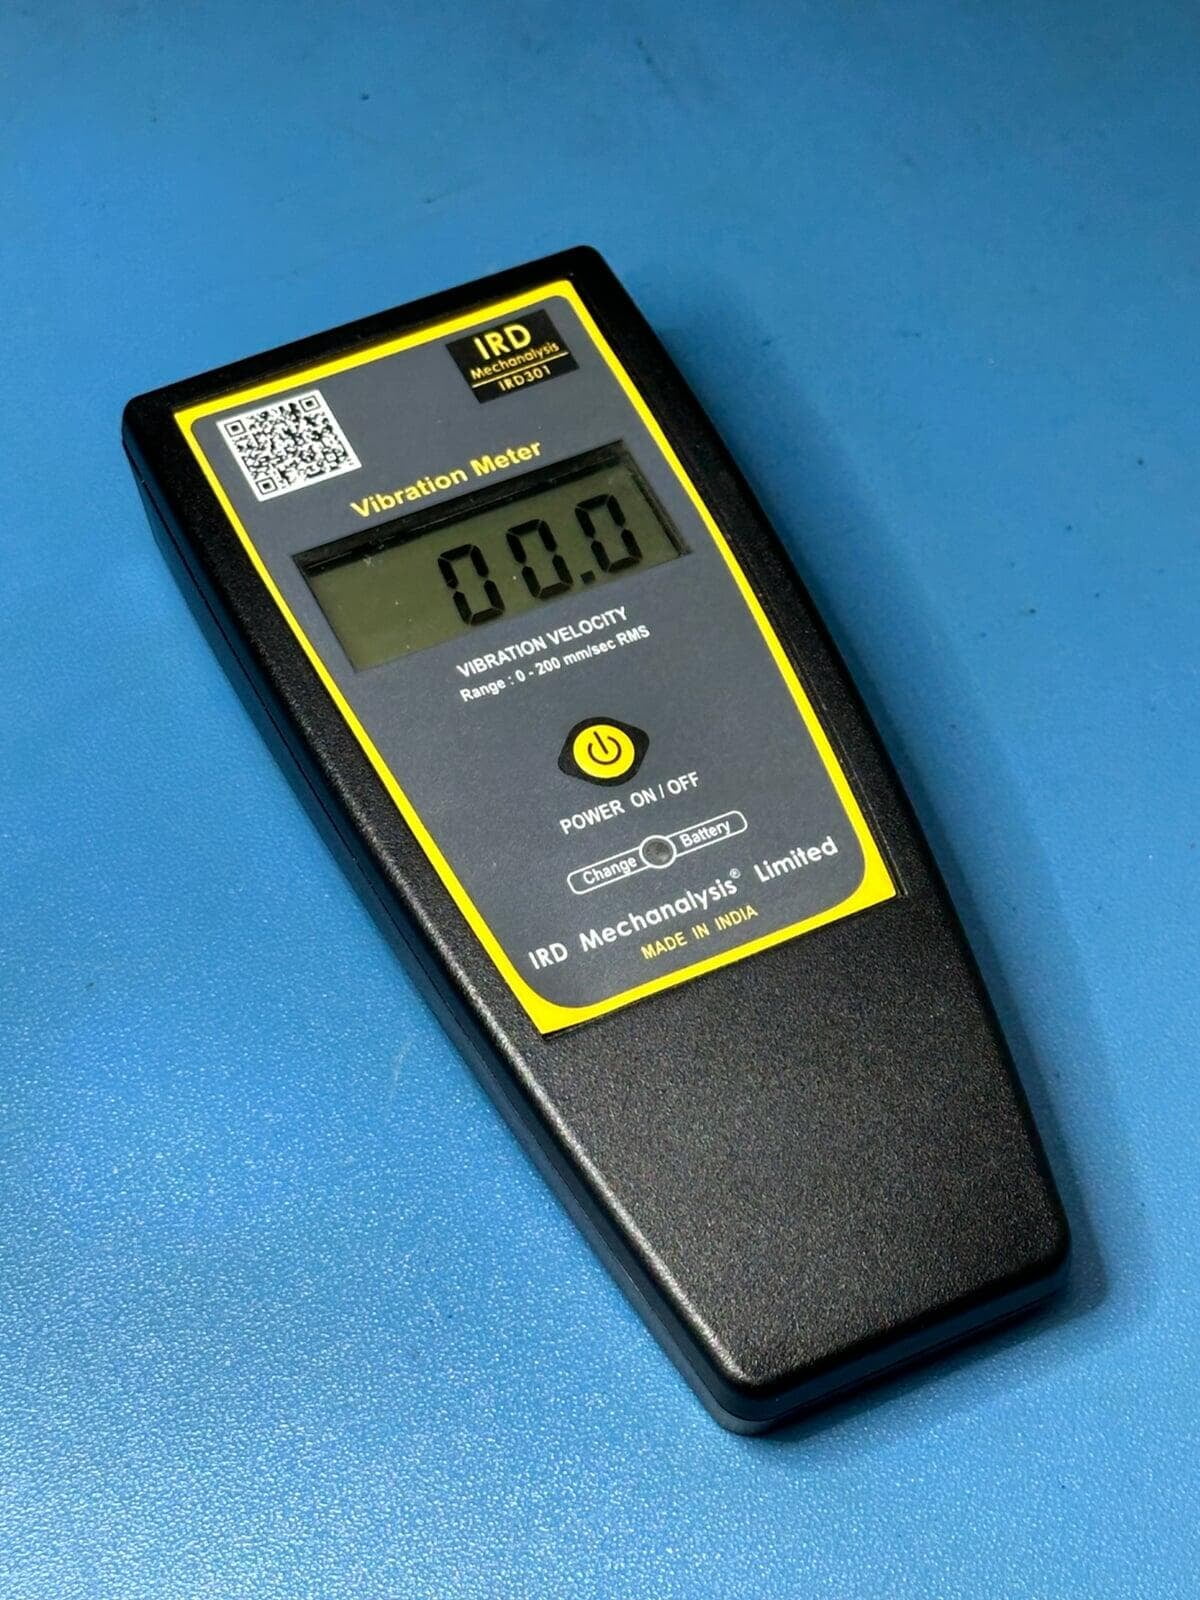 IRD
Mechanalysis
IRD301
Vibration Meter
00.0
VIBRATION VELOCITY
Range : 0 - 200 mm/sec RMS
POWER ON / OFF
Change Battery
IRD Mechanalysis® Limited
MADE IN INDIA